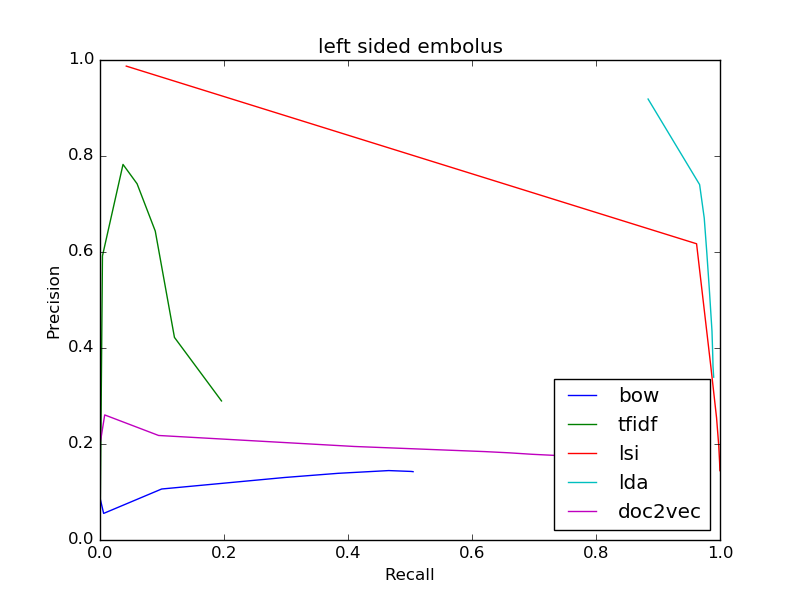 left sided embolus
1.0
0.8
0.6
0.4
0.2
0.0
Precision
0.0 0.2 0.4 0.6 0.8 1.0
Recall
bow
tfidf
lsi
lda
doc2vec